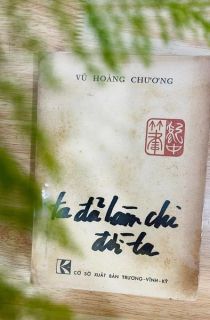 VŨ HOÀNG CHƯƠNG
ta đã làm chi
đời ta
K CƠ SỞ XUẤT BẢN TRƯƠNG-VĨNH-KÝ